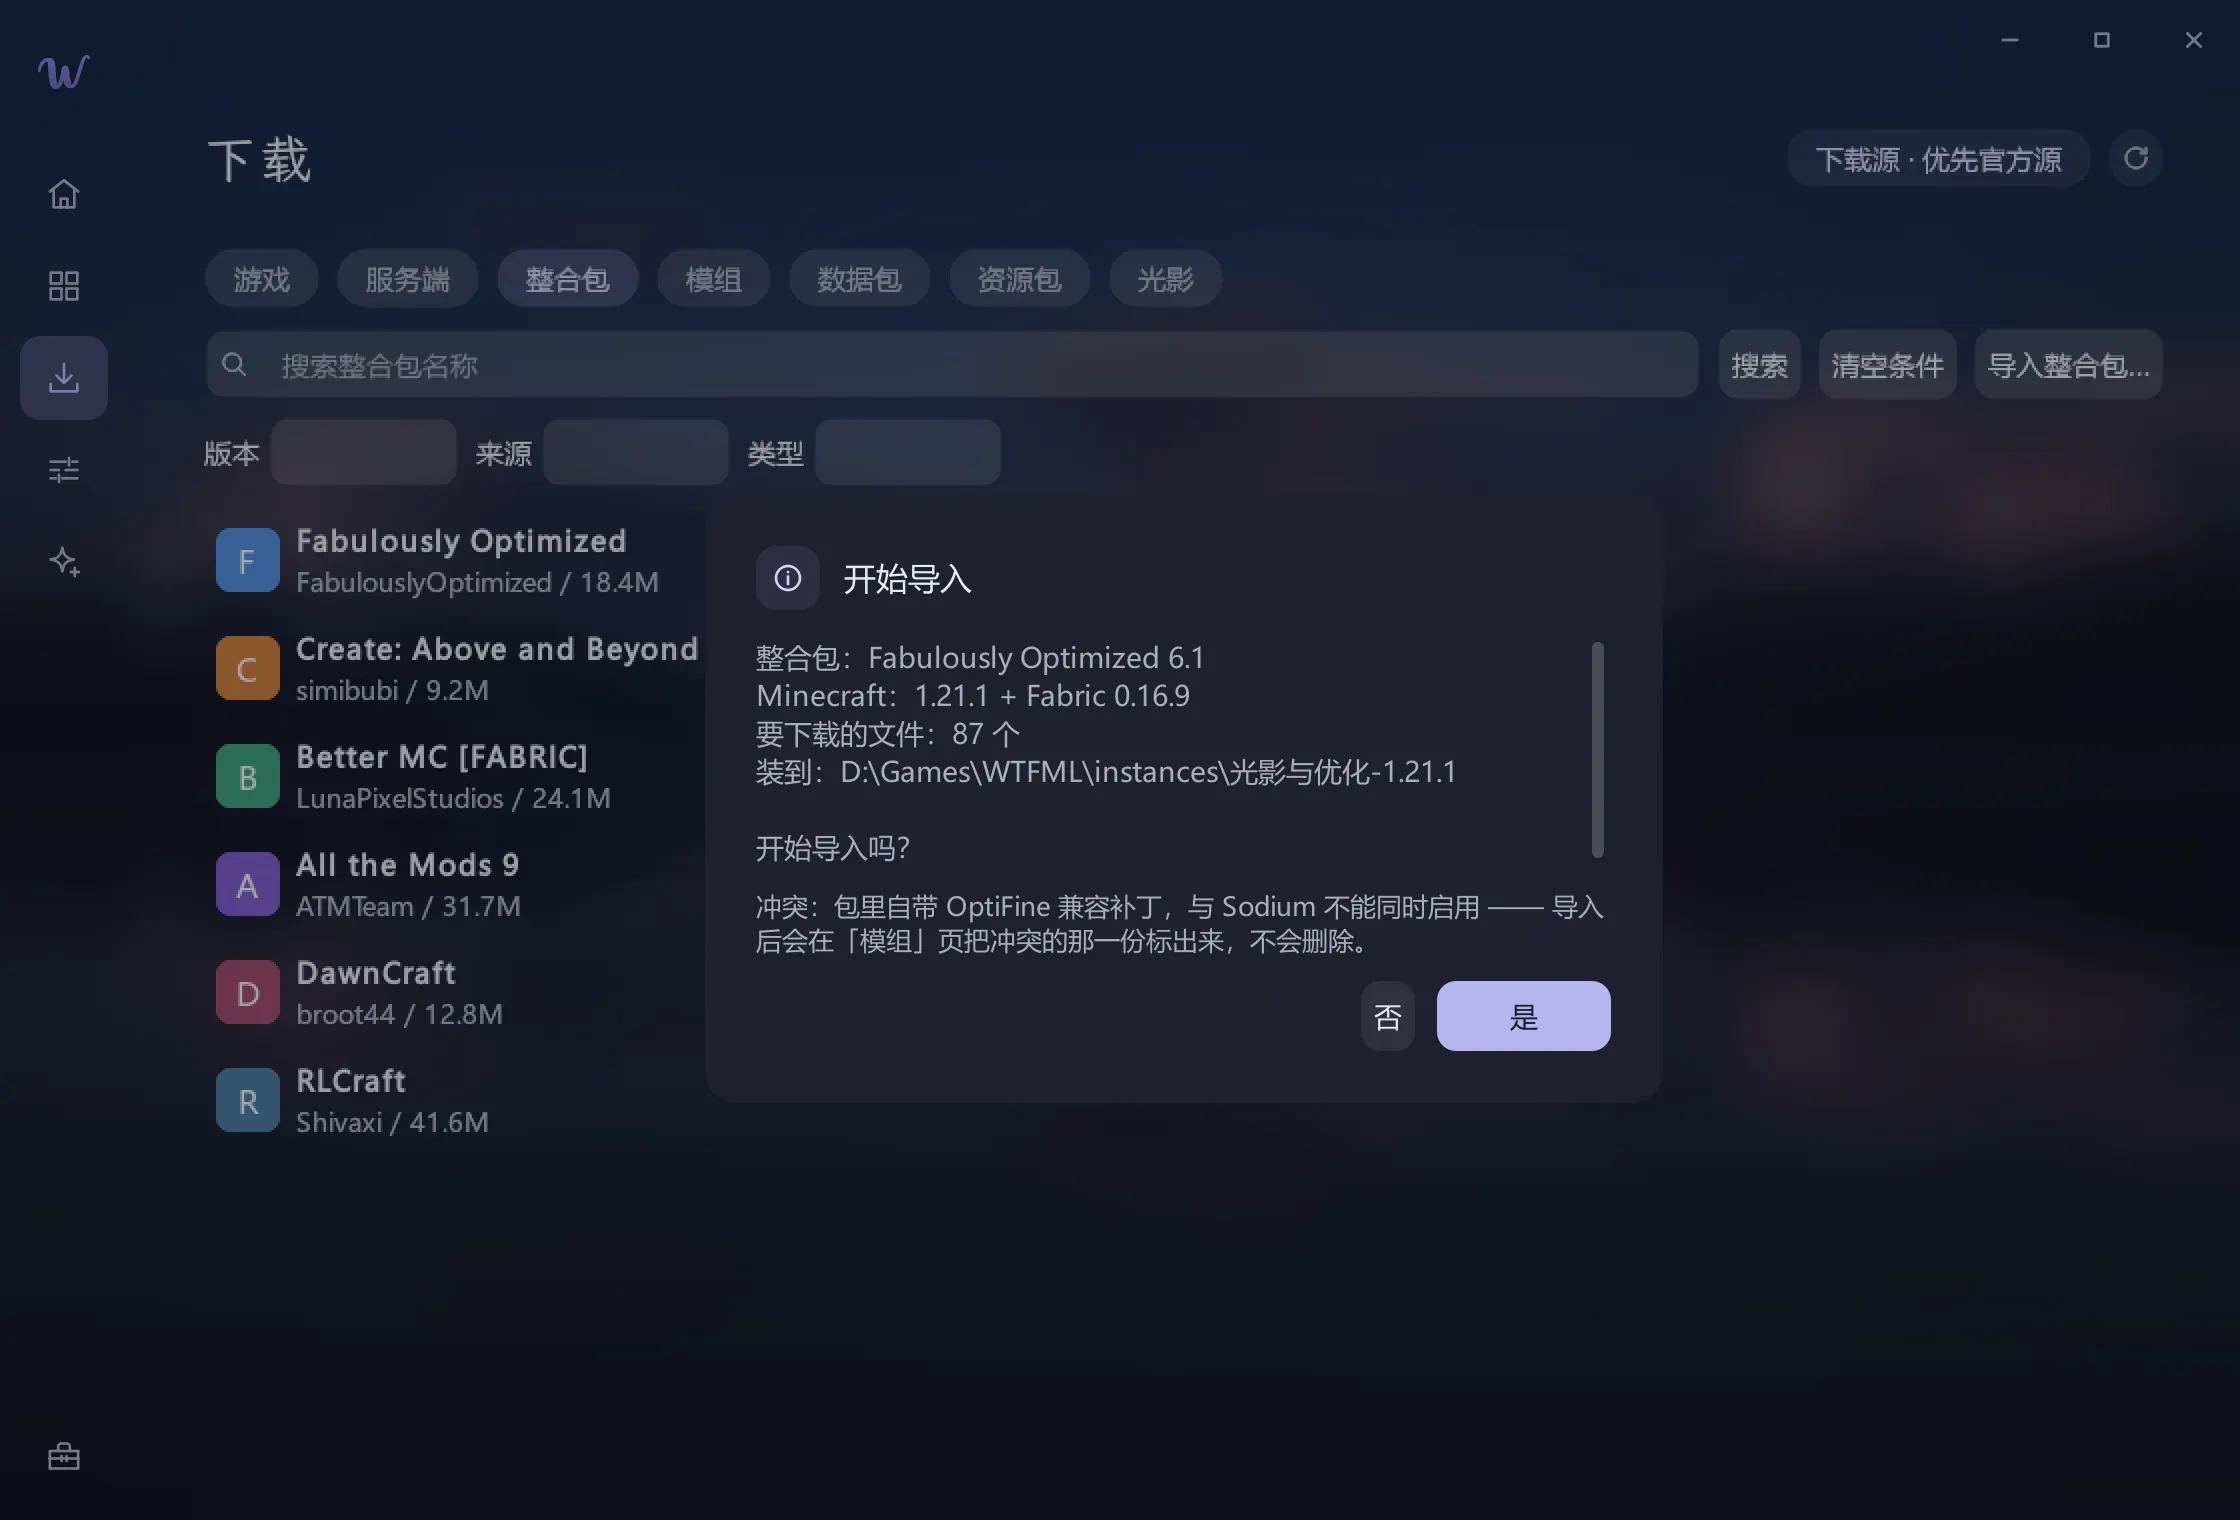 W
下载
下载源 · 优先官方源
游戏
服务端
整合包
模组
数据包
资源包
光影
搜索整合包名称
搜索
清空条件
导入整合包...
版本
来源
类型
F
Fabulously Optimized
FabulouslyOptimized / 18.4M
C
Create: Above and Beyond
simibubi / 9.2M
B
Better MC [FABRIC]
LunaPixelStudios / 24.1M
A
All the Mods 9
ATMTeam / 31.7M
D
DawnCraft
broot44 / 12.8M
R
RLCraft
Shivaxi / 41.6M
开始导入
整合包：Fabulously Optimized 6.1
Minecraft：1.21.1 + Fabric 0.16.9
要下载的文件：87 个
装到：D:\Games\WTFML\instances\光影与优化-1.21.1
开始导入吗？
冲突：包里自带 OptiFine 兼容补丁，与 Sodium 不能同时启用 —— 导入
后会在「模组」页把冲突的那一份标出来，不会删除。
否
是